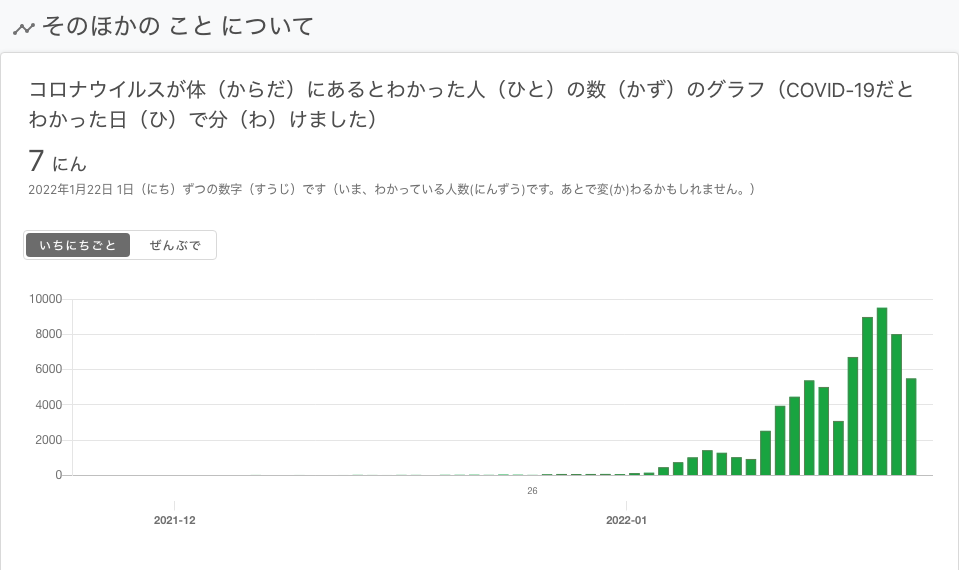 そのほかの こと について
コロナウイルスが体（からだ）にあるとわかった人（ひと）の数（かず）のグラフ（COVID-19だと
わかった日（ひ）で分（わ）けました）
7 にん
2022年1月22日 1日（にち）ずつの数字（すうじ）です（いま、わかっている人数(にんずう)です。あとで変(か)わるかもしれません。）
いちにちごと ぜんぶで
10000
8000
6000
4000
2000
0
26
2021-12 2022-01